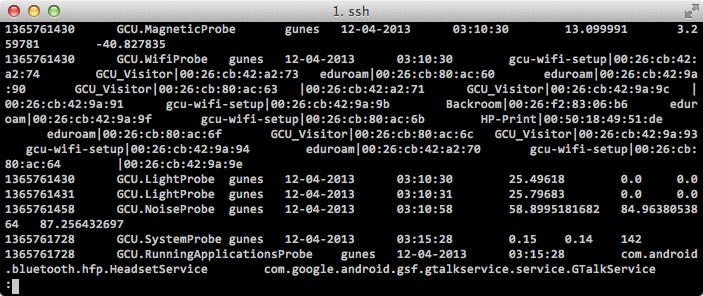 1. ssh
1365761430 GCU.MagneticProbe gunes 12-04-2013 03:10:30 13.099991 3.2
59781 -40.827835
1365761430 GCU.WifiProbe gunes 12-04-2013 03:10:30 gcu-wifi-setup|00:26:cb:42:
a2:74 GCU_Visitor|00:26:cb:42:a2:73 eduroam|00:26:cb:80:ac:60 eduroam|00:26:cb:42:9a
:90 GCU_Visitor|00:26:cb:80:ac:63 |00:26:cb:42:a2:71 GCU_Visitor|00:26:cb:42:9a:9c |
00:26:cb:42:9a:91 gcu-wifi-setup|00:26:cb:42:9a:9b Backroom|00:26:f2:83:06:b6 edur
oam|00:26:cb:42:9a:9f gcu-wifi-setup|00:26:cb:80:ac:6b HP-Print|00:50:18:49:51:de
eduroam|00:26:cb:80:ac:6f GCU_Visitor|00:26:cb:80:ac:6c GCU_Visitor|00:26:cb:42:9a:93
gcu-wifi-setup|00:26:cb:42:9a:94 eduroam|00:26:cb:42:a2:70 gcu-wifi-setup|00:26:cb:
80:ac:64 |00:26:cb:42:9a:9e
1365761430 GCU.LightProbe gunes 12-04-2013 03:10:30 25.49618 0.0 0.0
1365761431 GCU.LightProbe gunes 12-04-2013 03:10:31 25.79683 0.0 0.0
1365761458 GCU.NoiseProbe gunes 12-04-2013 03:10:58 58.8995181682 84.96380538
64 87.256432697
1365761728 GCU.SystemProbe gunes 12-04-2013 03:15:28 0.15 0.14 142
1365761728 GCU.RunningApplicationsProbe gunes 12-04-2013 03:15:28 com.android
.bluetooth.hfp.HeadsetService com.google.android.gsf.gtalkservice.service.GTalkService
: